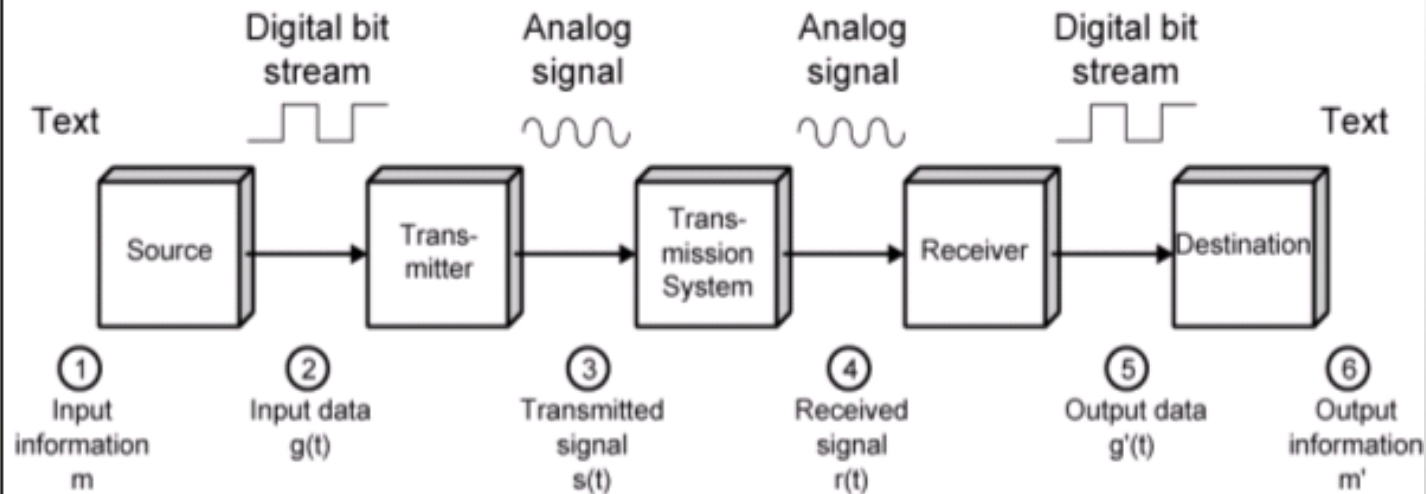 Digital bit
stream
Analog
signal
Analog
signal
Digital bit
stream
Text
Text
Source
Trans-
mitter
Trans-
mission
System
Receiver
Destination
1
Input
information
m
2
Input data
g(t)
3
Transmitted
signal
s(t)
4
Received
signal
r(t)
5
Output data
g'(t)
6
Output
information
m'